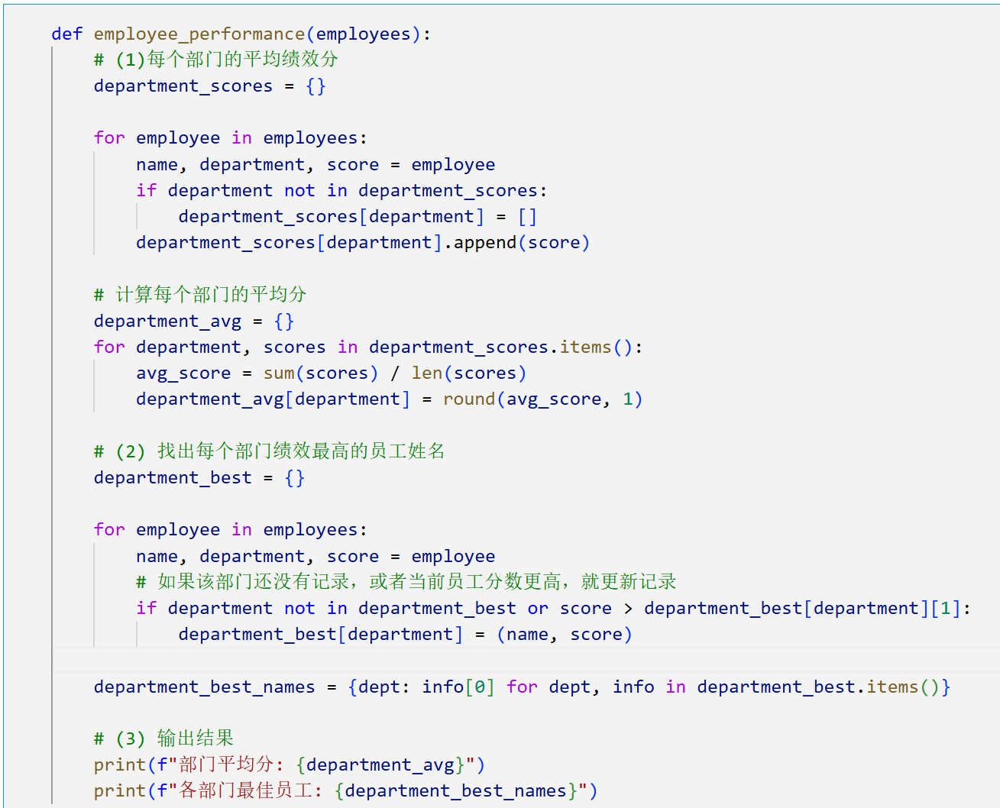 def employee_performance(employees):
    # (1)每个部门的平均绩效分
    department_scores = {}

    for employee in employees:
        name, department, score = employee
        if department not in department_scores:
            department_scores[department] = []
        department_scores[department].append(score)

    # 计算每个部门的平均分
    department_avg = {}
    for department, scores in department_scores.items():
        avg_score = sum(scores) / len(scores)
        department_avg[department] = round(avg_score, 1)

    # (2) 找出每个部门绩效最高的员工姓名
    department_best = {}

    for employee in employees:
        name, department, score = employee
        # 如果该部门还没有记录，或者当前员工分数更高，就更新记录
        if department not in department_best or score > department_best[department][1]:
            department_best[department] = (name, score)

    department_best_names = {dept: info[0] for dept, info in department_best.items()}

    # (3) 输出结果
    print(f"部门平均分: {department_avg}")
    print(f"各部门最佳员工: {department_best_names}")